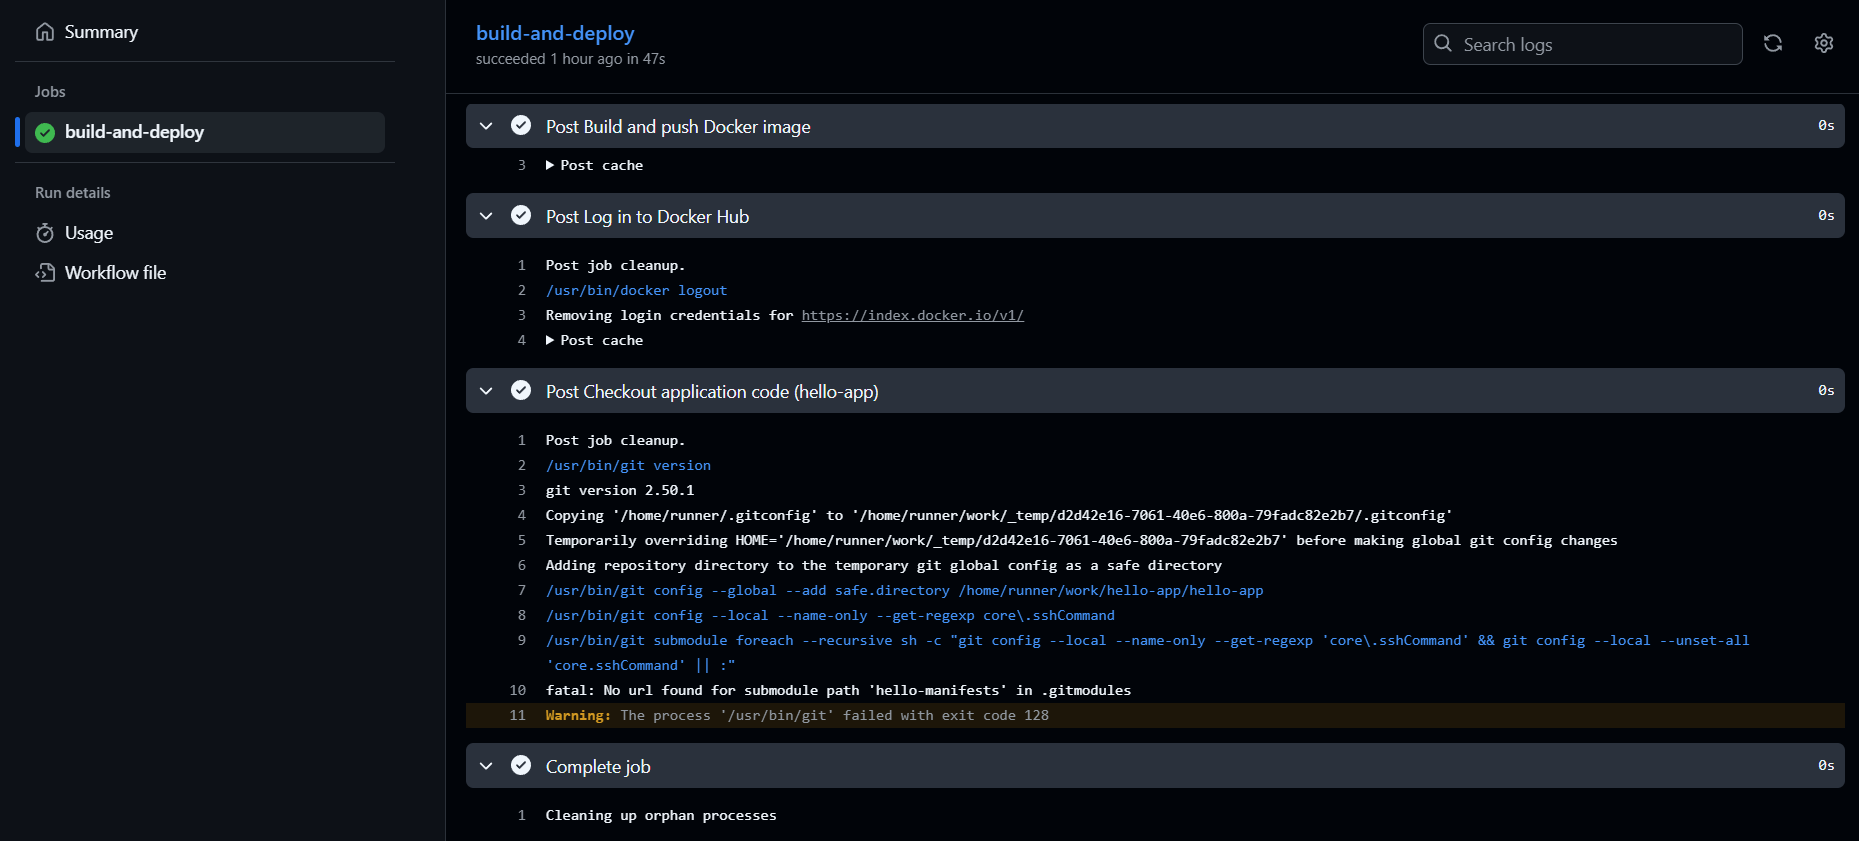 Summary
Jobs
build-and-deploy
Run details
Usage
Workflow file
build-and-deploy
succeeded 1 hour ago in 47s
Search logs
Post Build and push Docker image 0s
3 Post cache
Post Log in to Docker Hub 0s
1 Post job cleanup.
2 /usr/bin/docker logout
3 Removing login credentials for https://index.docker.io/v1/
4 Post cache
Post Checkout application code (hello-app) 0s
1 Post job cleanup.
2 /usr/bin/git version
3 git version 2.50.1
4 Copying '/home/runner/.gitconfig' to '/home/runner/work/_temp/d2d42e16-7061-40e6-800a-79fadc82e2b7/.gitconfig'
5 Temporarily overriding HOME='/home/runner/work/_temp/d2d42e16-7061-40e6-800a-79fadc82e2b7' before making global git config changes
6 Adding repository directory to the temporary git global config as a safe directory
7 /usr/bin/git config --global --add safe.directory /home/runner/work/hello-app/hello-app
8 /usr/bin/git config --local --name-only --get-regexp core\.sshCommand
9 /usr/bin/git submodule foreach --recursive sh -c "git config --local --name-only --get-regexp 'core\.sshCommand' && git config --local --unset-all
'core.sshCommand' || :"
10 fatal: No url found for submodule path 'hello-manifests' in .gitmodules
11 Warning: The process '/usr/bin/git' failed with exit code 128
Complete job 0s
1 Cleaning up orphan processes